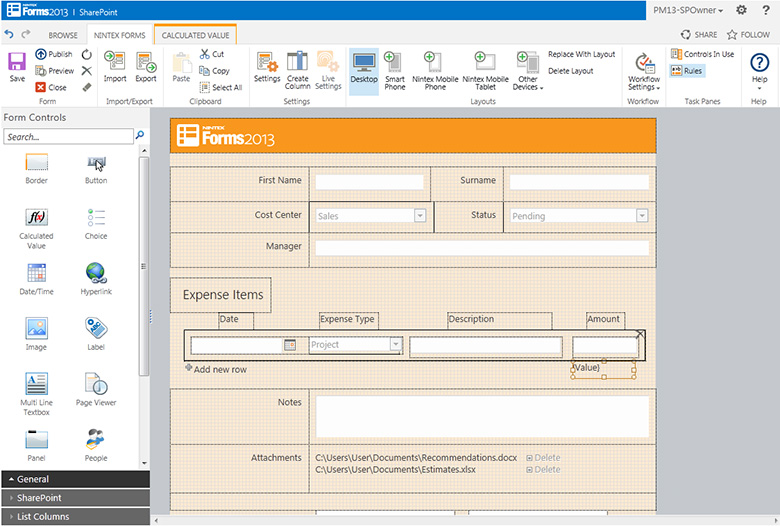 NINTEX Forms2013 | SharePoint
PM13-SPOwner
BROWSE NINTEX FORMS CALCULATED VALUE
SHARE FOLLOW
Save Publish Preview Close
Form
Import Export
Import/Export
Paste Cut Copy Select All
Clipboard
Settings Create Column Live Settings
Settings
Desktop Smart Phone Nintex Mobile Phone Nintex Mobile Tablet Other Devices Replace With Layout Delete Layout
Layouts
Workflow Settings
Workflow
Controls In Use Rules
Task Panes
Help
Help
Form Controls
Search...
Border Button
f(x)
Calculated Value Choice
Date/Time Hyperlink
ABC
Image Label
Multi Line Textbox Page Viewer
Panel People
General
SharePoint
List Columns
NINTEX
Forms2013
First Name Surname
Cost Center Sales Status Pending
Manager
Expense Items
Date Expense Type Description Amount
Project
Add new row {Value}
Notes
Attachments C:\Users\User\Documents\Recommendations.docx Delete
C:\Users\User\Documents\Estimates.xlsx Delete